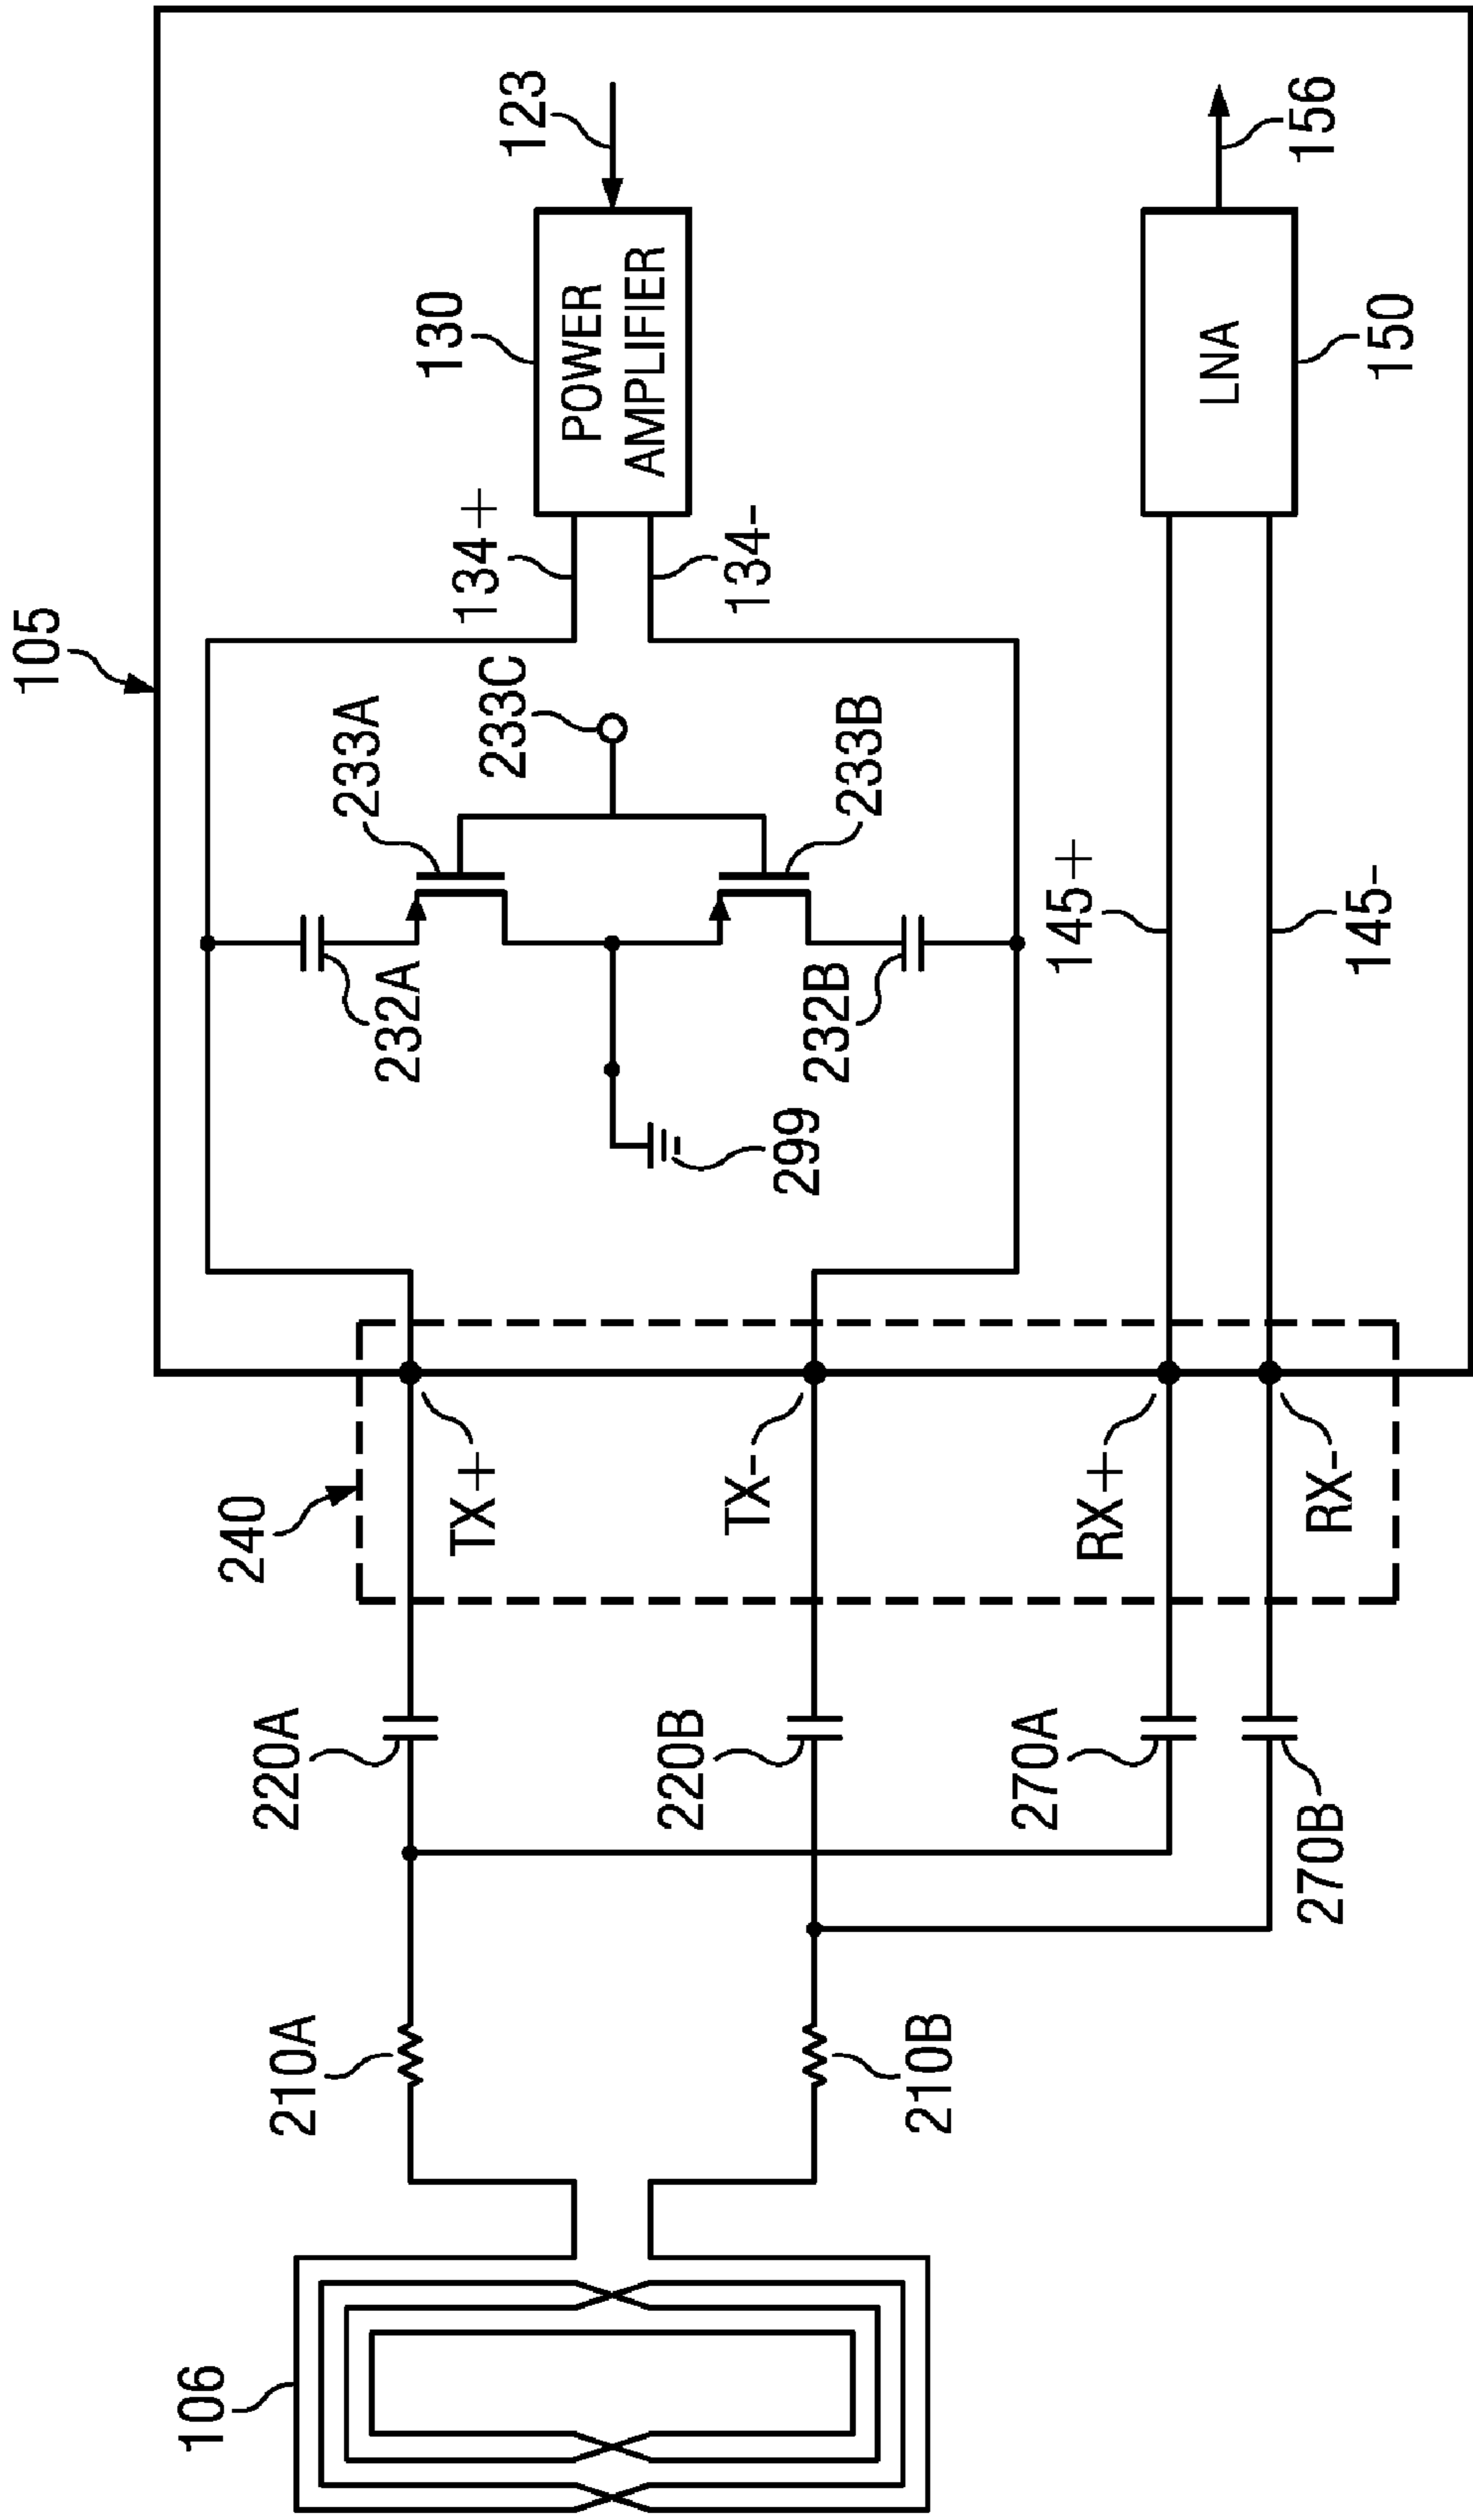 105
123
130
POWER
AMPLIFIER
134+
134-
233A
233C
233B
232A
232B
299
145+
145-
LNA
150
156
240
TX+
TX-
RX+
RX-
220A
220B
270A
270B
210A
210B
106